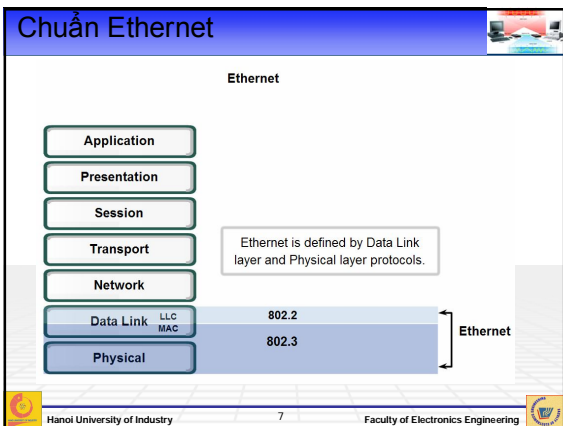 Chuẩn Ethernet
Ethernet
Application
Presentation
Session
Transport
Ethernet is defined by Data Link
layer and Physical layer protocols.
Network
Data Link LLC
MAC
802.2
802.3
Ethernet
Physical
Hanoi University of Industry
7
Faculty of Electronics Engineering